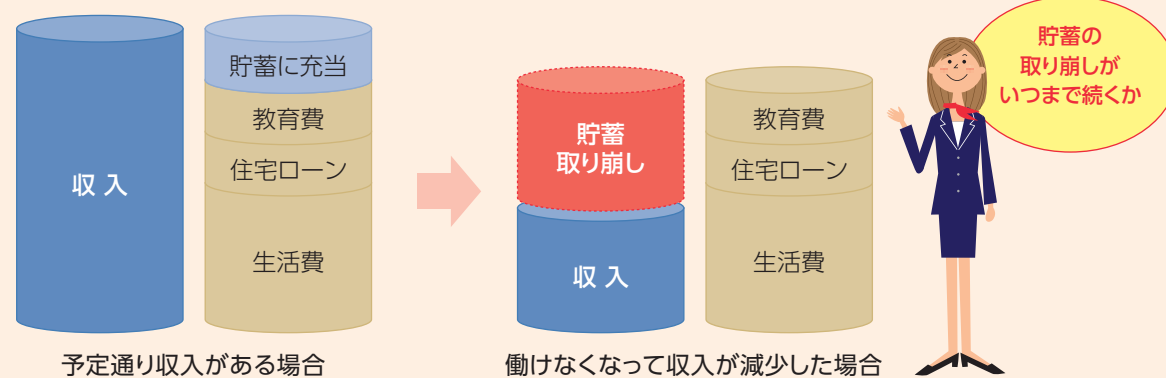 収入
貯蓄に充当
教育費
住宅ローン
生活費
予定通り収入がある場合
貯蓄
取り崩し
収入
教育費
住宅ローン
生活費
働けなくなって収入が減少した場合
貯蓄の
取り崩しが
いつまで続くか